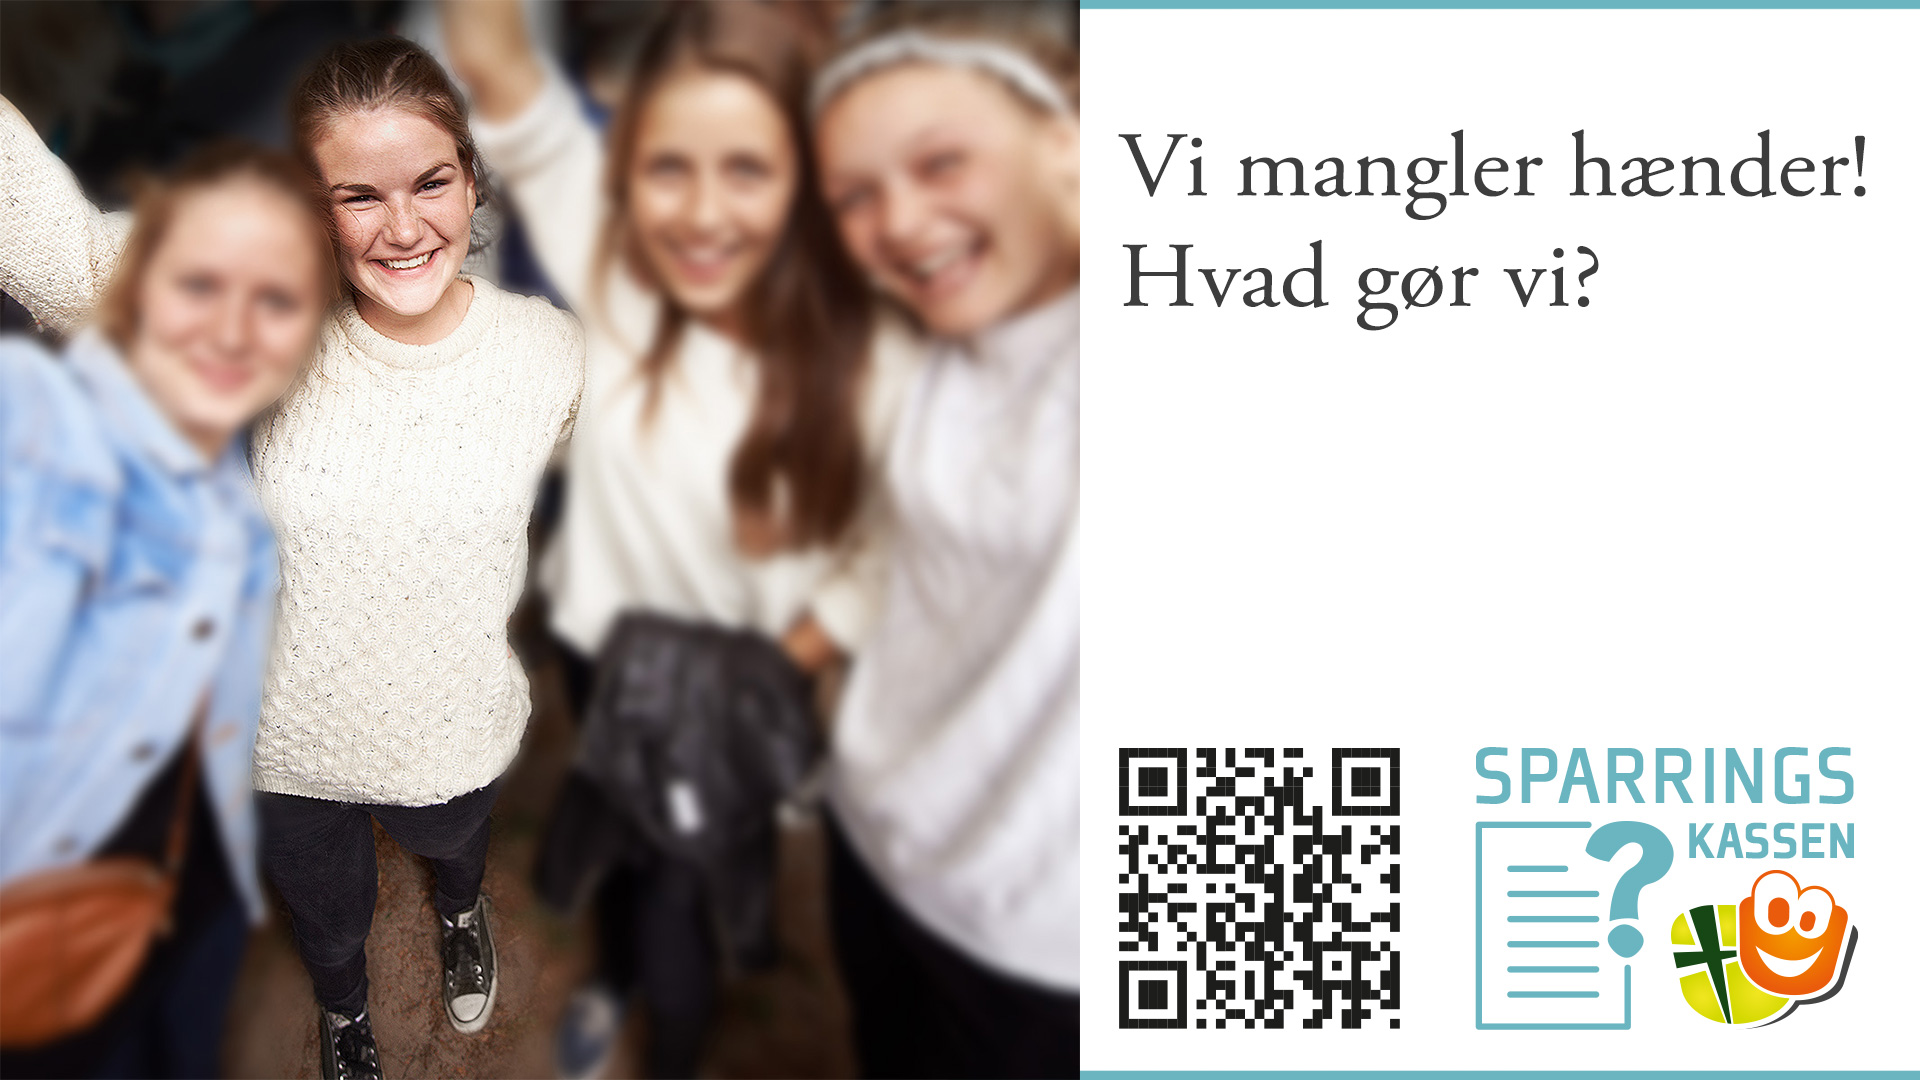 Vi mangler hænder!
Hvad gør vi?
SPARRINGS
KASSEN